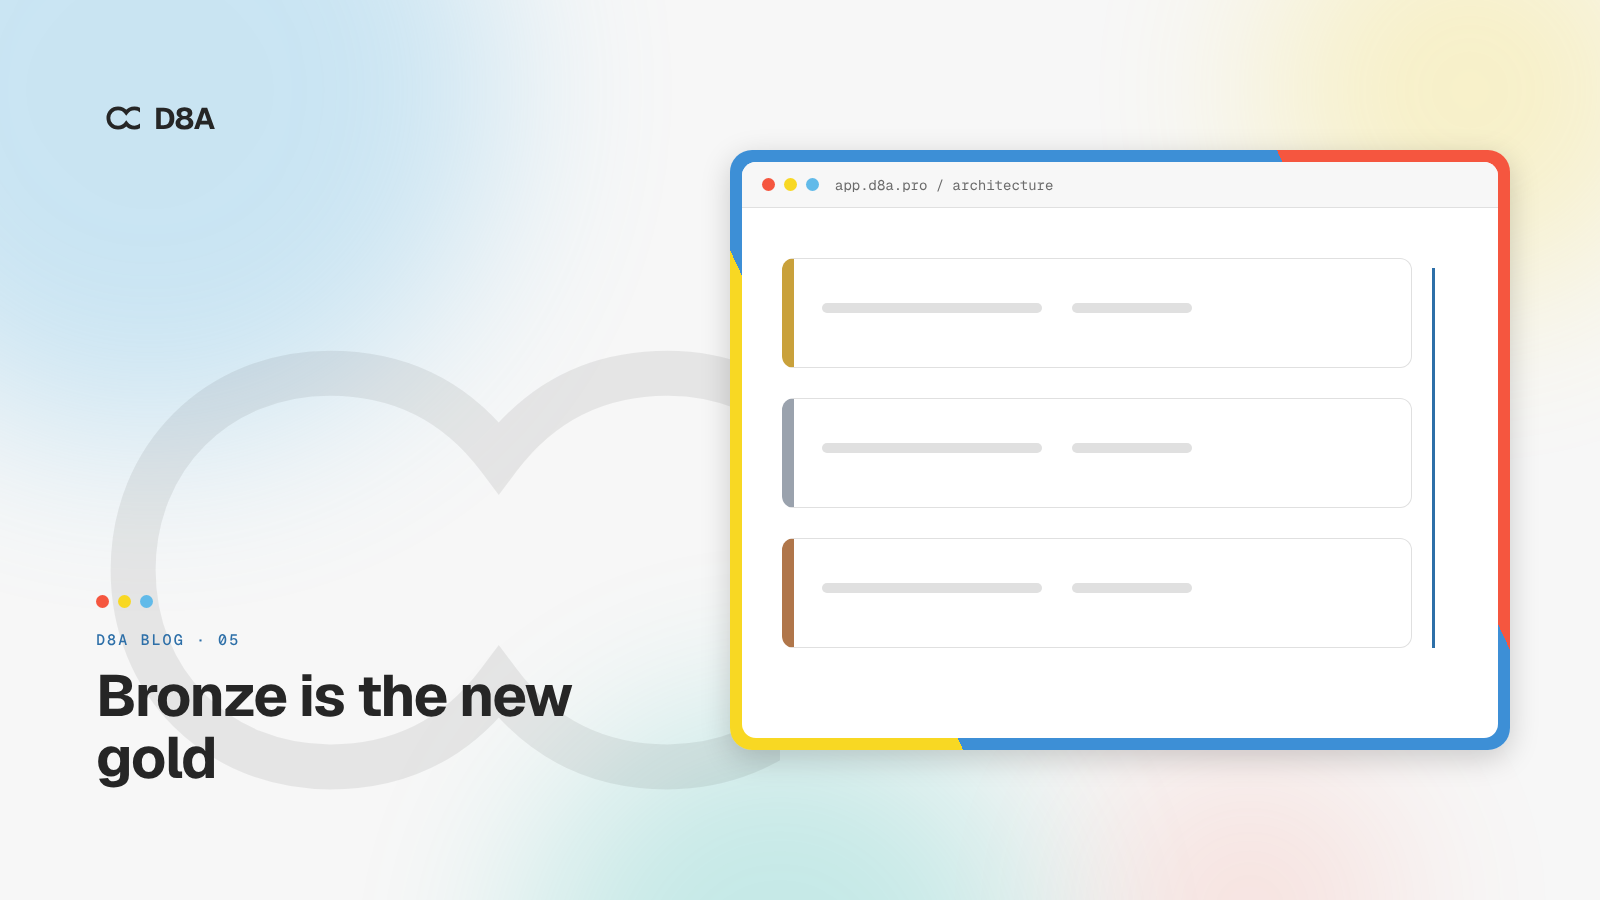 D8A
app.d8a.pro / architecture
D8A BLOG · 05
Bronze is the new
gold